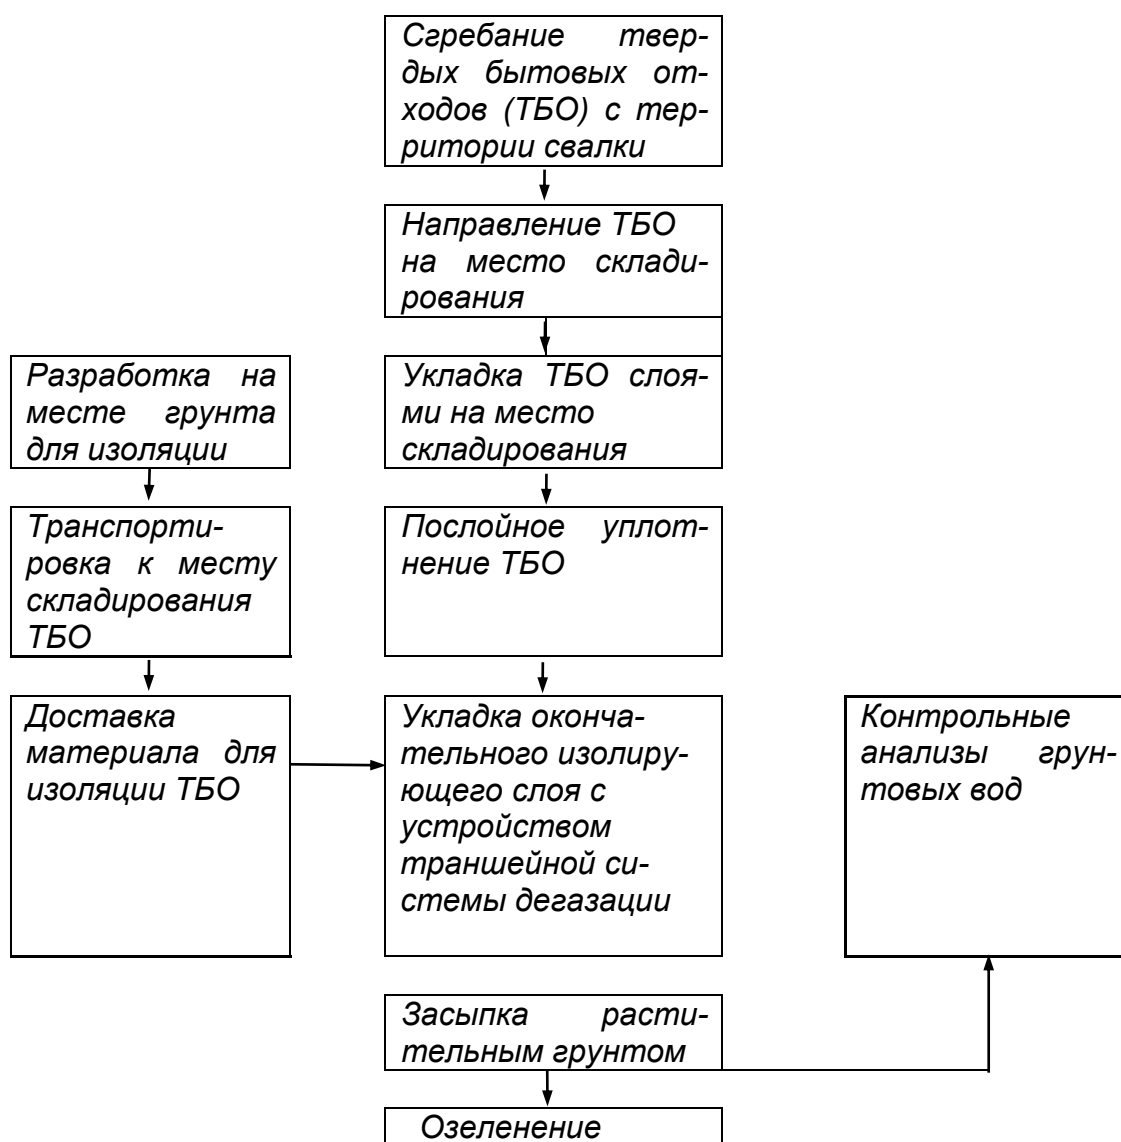 Сгребание твер-
дых бытовых от-
ходов (ТБО) с тер-
ритории свалки
Направление ТБО
на место складирования
на место склади-
рования
Разработка на
месте грунта
для изоляции
Укладка ТБО слоя-
ми на место
складирования
Транспорти-
ровка к месту
складирования
ТБО
Послойное уплот-
нение ТБО
Доставка
материала для
изоляции ТБО
Укладка оконча-
тельного изолиру-
ющего слоя с
устройством
траншейной си-
стемы дегазации
Контрольные
анализы грун-
товых вод
Засыпка расти-
тельным грунтом
Озеленение